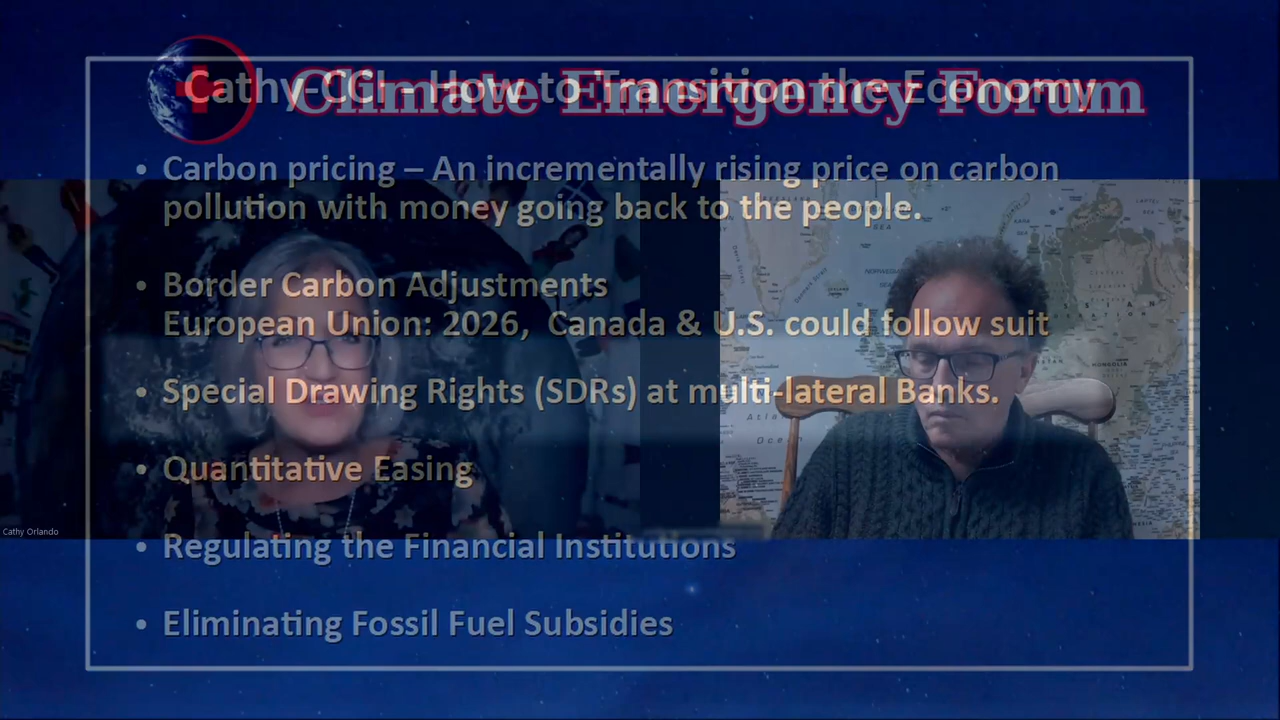 Cathy-CCI - How to Transition the Economy
Climate Emergency Forum
• Carbon pricing – An incrementally rising price on carbon
pollution with money going back to the people.
• Border Carbon Adjustments
European Union: 2026, Canada & U.S. could follow suit
• Special Drawing Rights (SDRs) at multi-lateral Banks.
• Quantitative Easing
• Regulating the Financial Institutions
• Eliminating Fossil Fuel Subsidies
Cathy Orlando